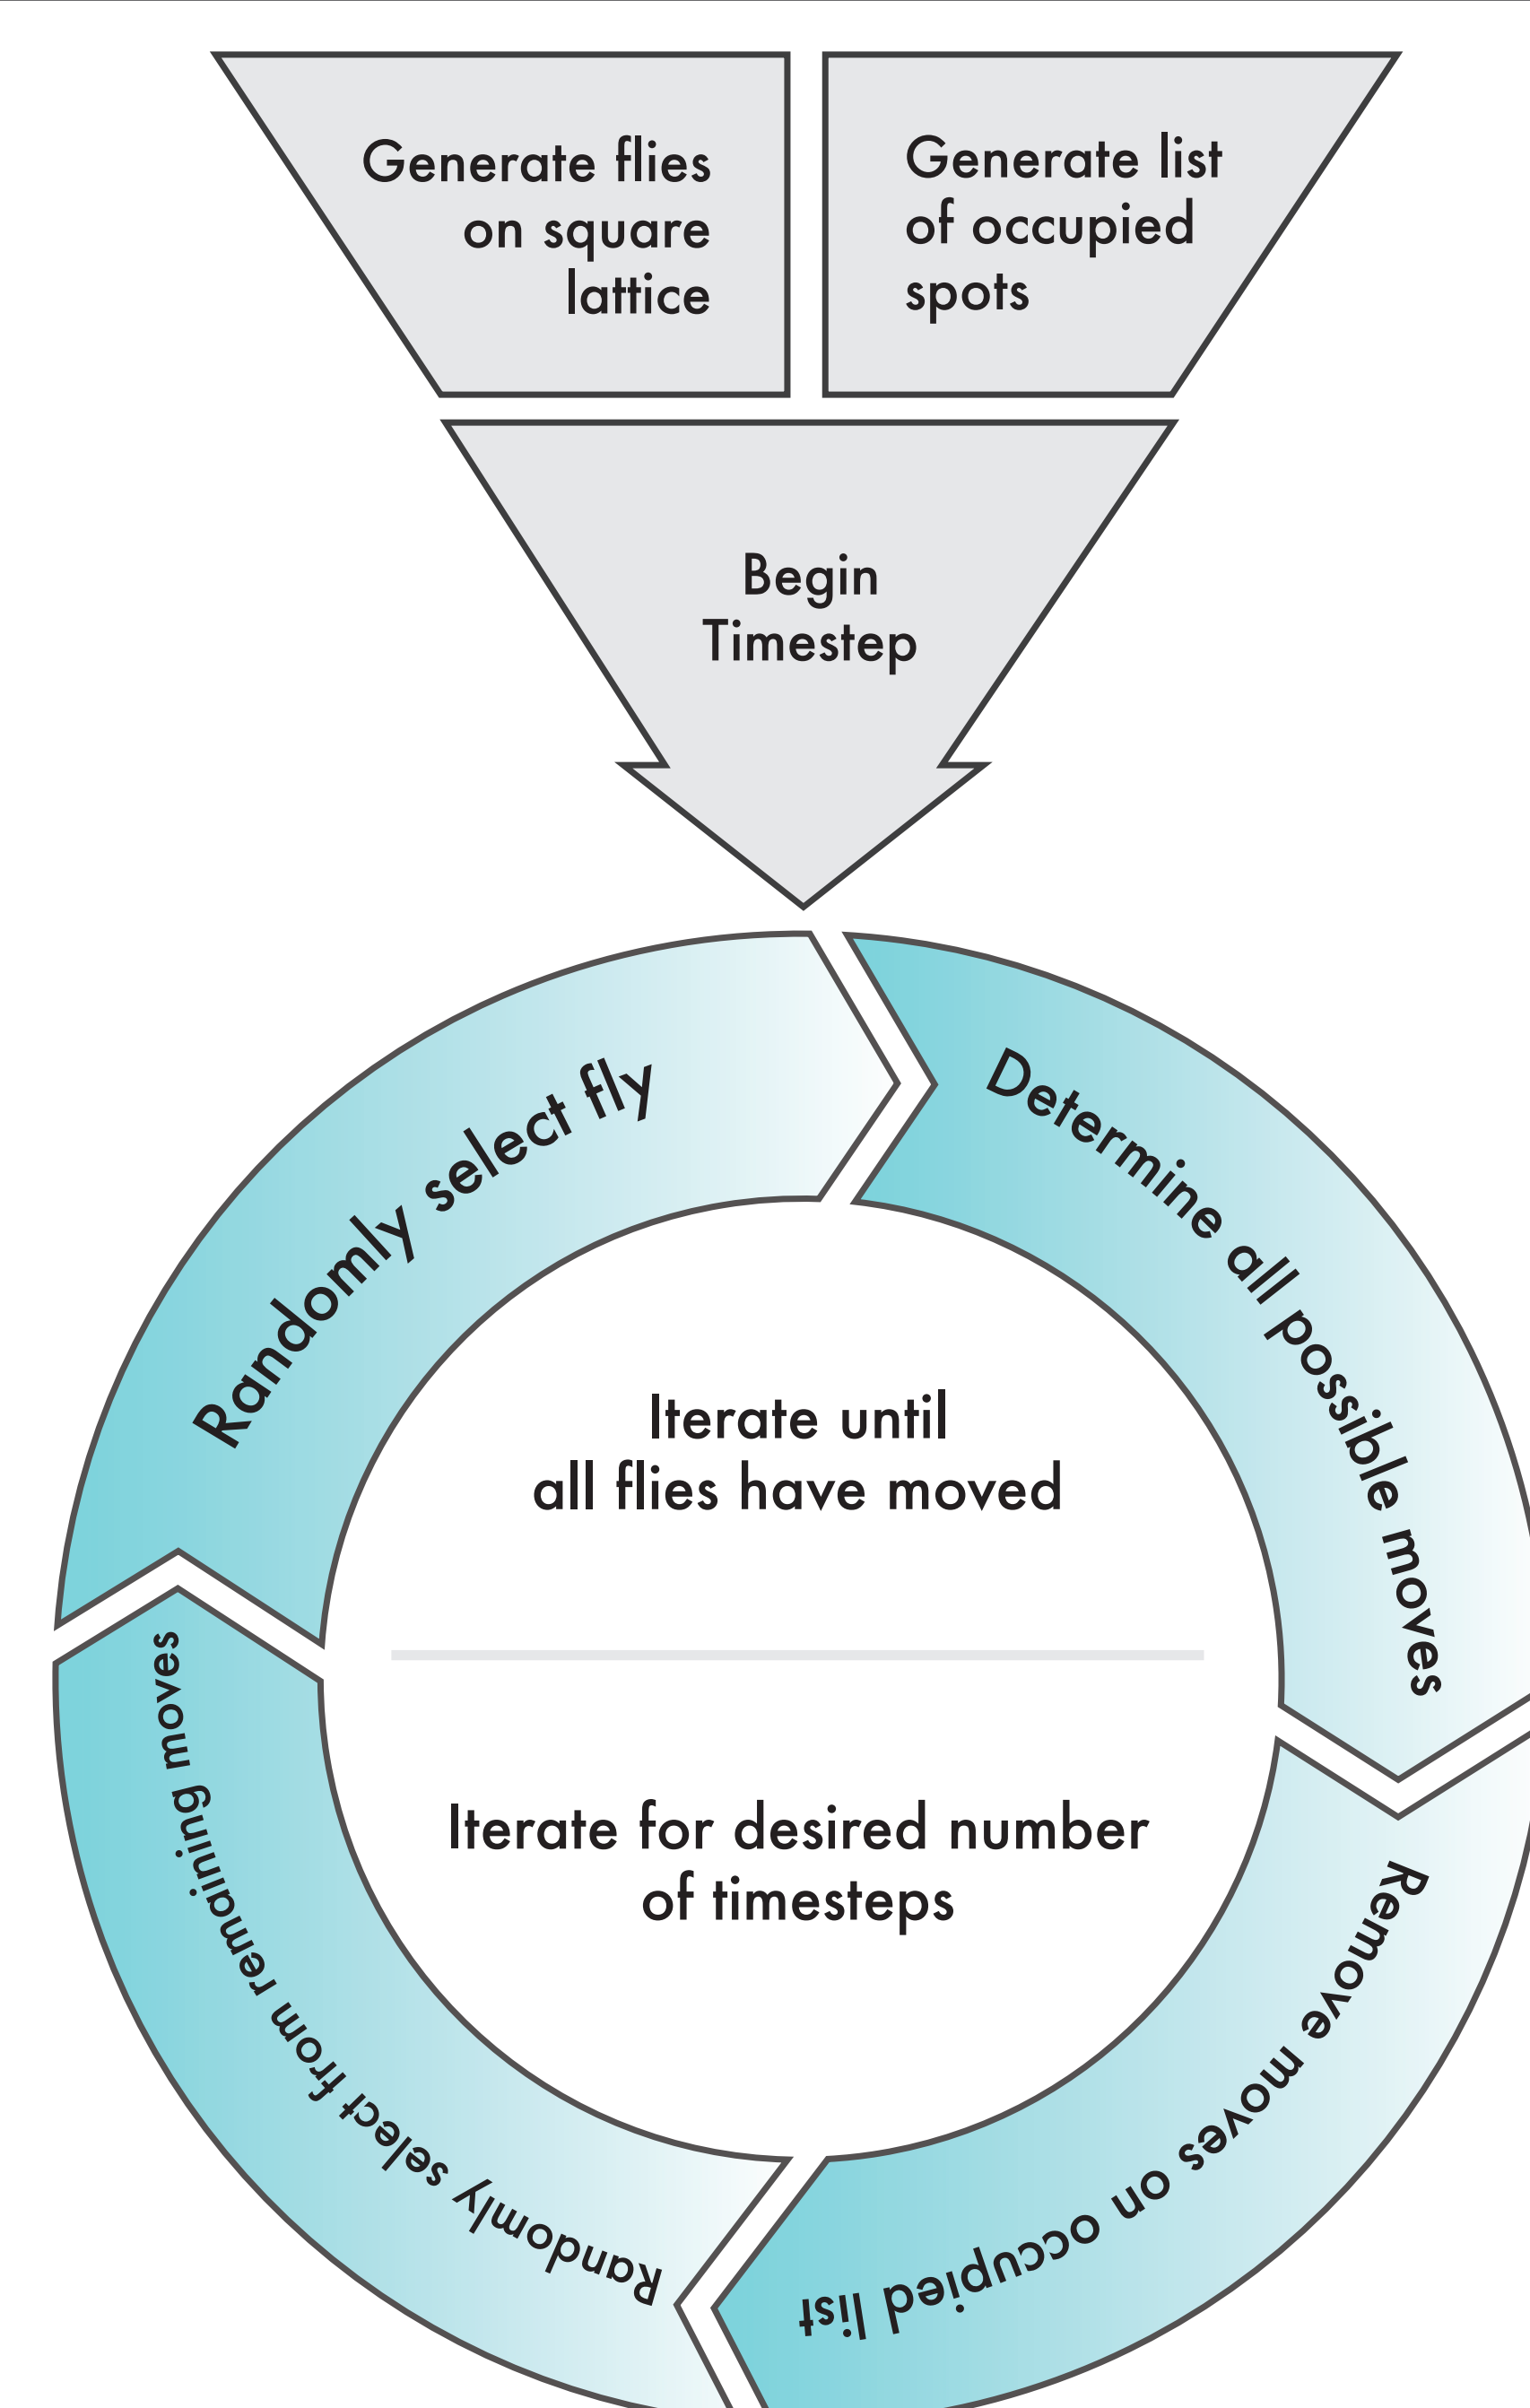 Generate flies
on square
lattice
Generate list
of occupied
spots
Begin
Timestep
Randomly select fly
Determine all possible moves
Remove moves on occupied list
Randomly select from remaining moves
Iterate until
all flies have moved
Iterate for desired number
of timesteps